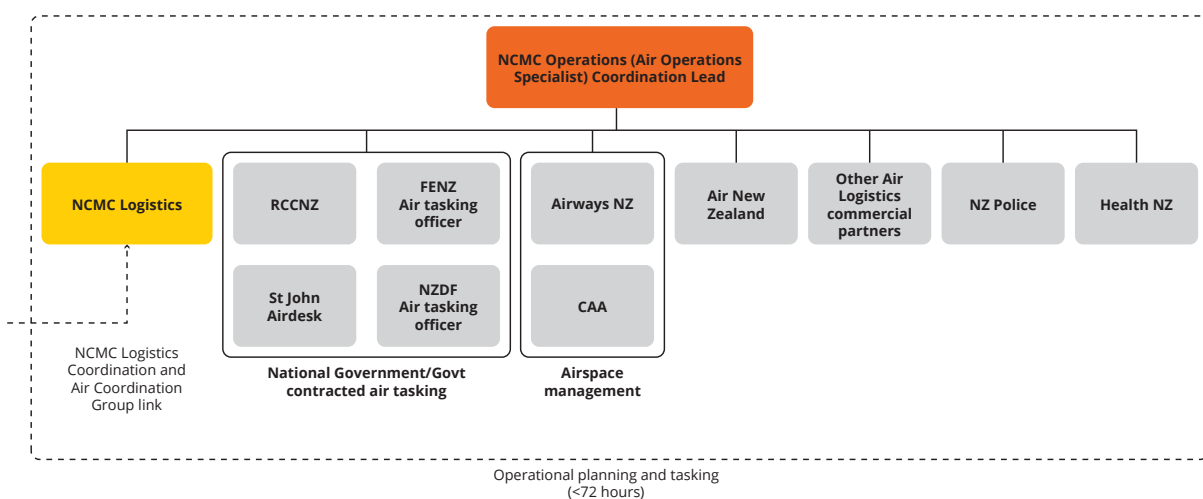 NCMC Operations (Air Operations
Specialist) Coordination Lead
NCMC Logistics
RCCNZ
FENZ
Air tasking
officer
Airways NZ
Air New
Zealand
Other Air
Logistics
commercial
partners
NZ Police
Health NZ
St John
Airdesk
NZDF
Air tasking
officer
CAA
NCMC Logistics
Coordination and
Air Coordination
Group link
National Government/Govt
contracted air tasking
Airspace
management
Operational planning and tasking
(<72 hours)